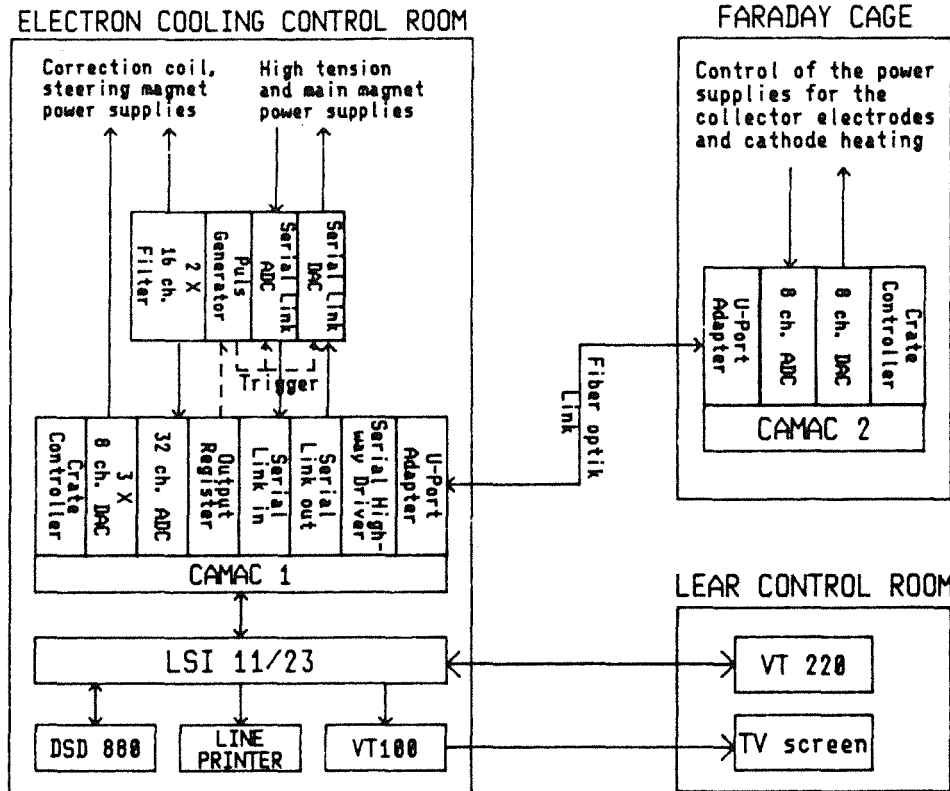 ELECTRON COOLING CONTROL ROOM
Correction coil,
steering magnet
power supplies
High tension
and main magnet
power supplies
2 X
16 ch.
Filter
Puls
Generator
Serial Link
ADC
Serial Link
DAC
Trigger
Crate
Controller
3 X
8 ch. DAC
32 ch. ADC
Output
Register
Serial
Link in
Serial
Link out
Serial High-
way Driver
U-Port
Adapter
CAMAC 1
LSI 11/23
DSD 880
LINE
PRINTER
VT100
Fiber optik
Link
FARADAY CAGE
Control of the power
supplies for the
collector electrodes
and cathode heating
U-Port
Adapter
8 ch. ADC
8 ch. DAC
Crate
Controller
CAMAC 2
LEAR CONTROL ROOM
VT 220
TV screen